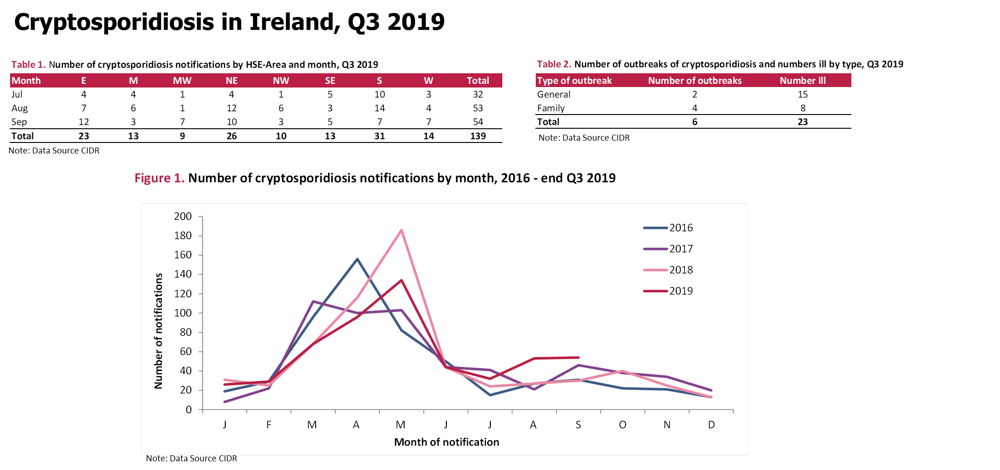 Cryptosporidiosis in Ireland, Q3 2019
Table 1. Number of cryptosporidiosis notifications by HSE-Area and month, Q3 2019
Month E M MW NE NW SE S W Total
Jul 4 4 1 4 1 5 10 3 32
Aug 7 6 1 12 6 3 14 4 53
Sep 12 3 7 10 3 5 7 7 54
Total 23 13 9 26 10 13 31 14 139
Note: Data Source CIDR
Table 2. Number of outbreaks of cryptosporidiosis and numbers ill by type, Q3 2019
Type of outbreak Number of outbreaks Number ill
General 2 15
Family 4 8
Total 6 23
Note: Data Source CIDR
Figure 1. Number of cryptosporidiosis notifications by month, 2016 - end Q3 2019
Number of notifications
200
180
160
140
120
100
80
60
40
20
0
2016
2017
2018
2019
J F M A M J J A S O N D
Month of notification
Note: Data Source CIDR